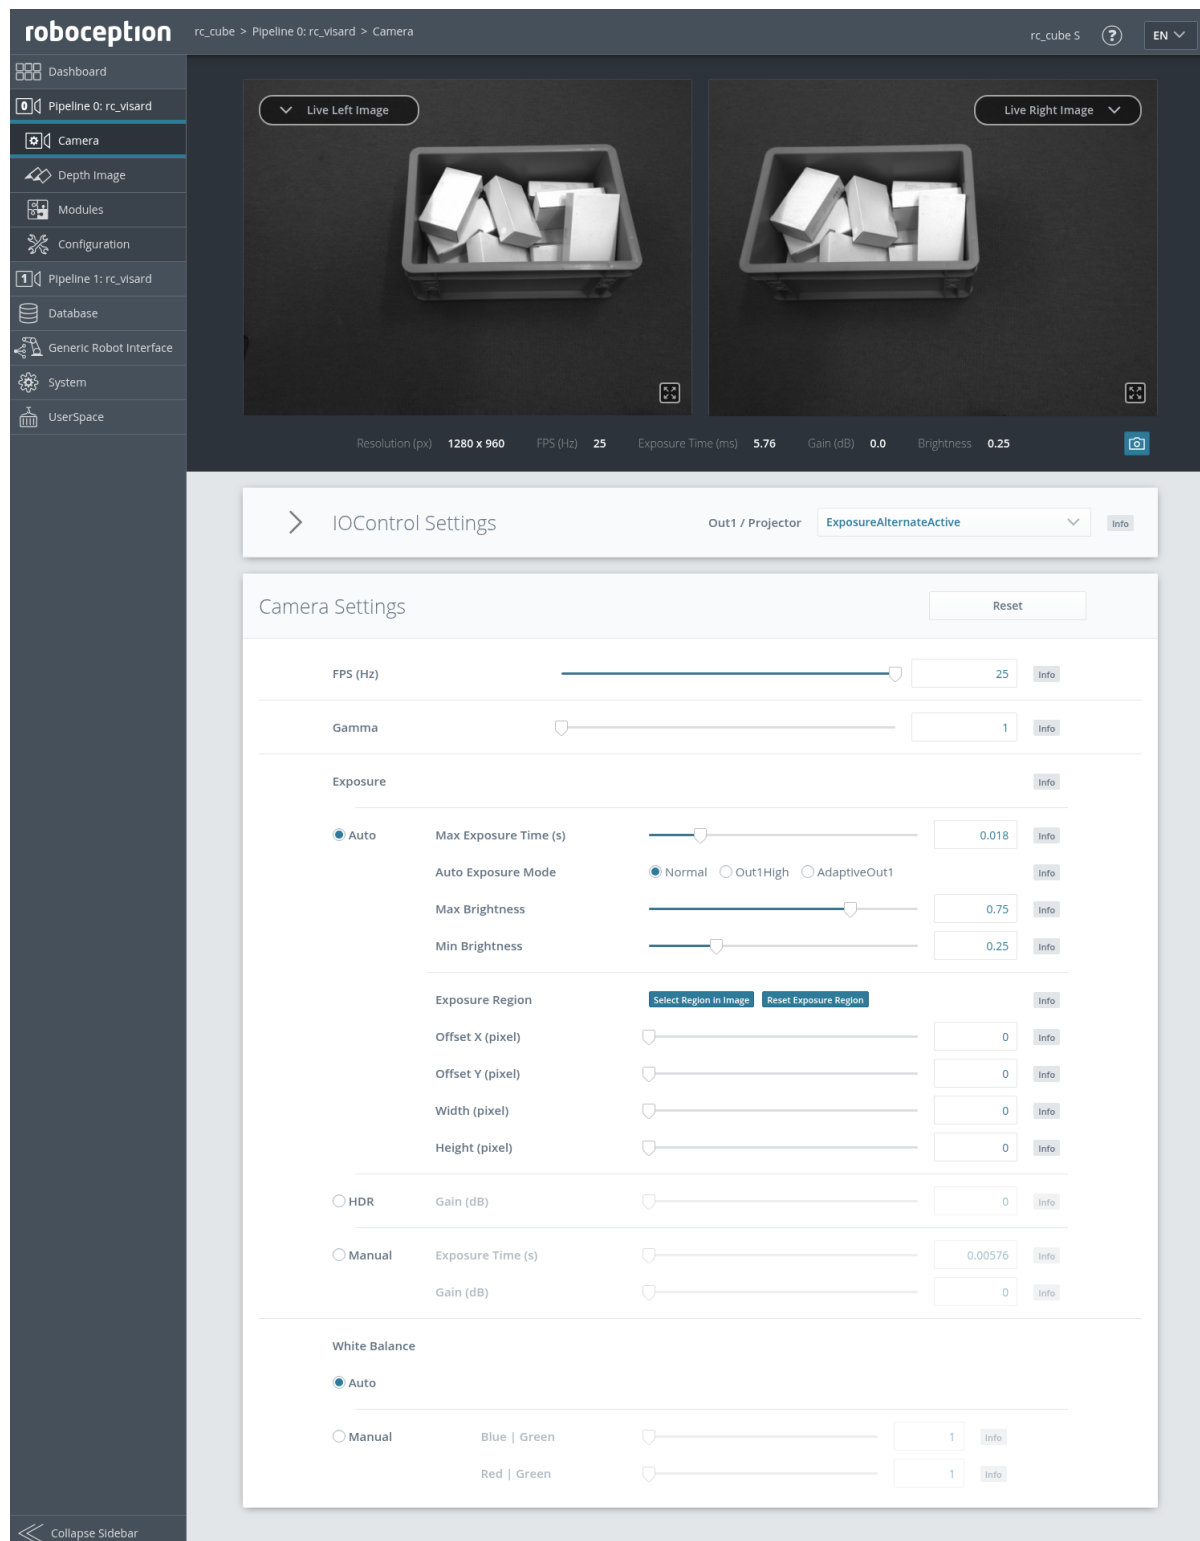 roboception
rc_cube > Pipeline 0: rc_visard > Camera
rc_cube S
?
EN
Dashboard
0 Pipeline 0: rc_visard
Camera
Depth Image
Modules
Configuration
1 Pipeline 1: rc_visard
Database
Generic Robot Interface
System
UserSpace
Live Left Image
Live Right Image
Resolution (px) 1280 x 960 FPS (Hz) 25 Exposure Time (ms) 5.76 Gain (dB) 0.0 Brightness 0.25
IOControl Settings Out1 / Projector ExposureAlternateActive Info
Camera Settings Reset
FPS (Hz) 25 Info
Gamma 1 Info
Exposure Info
Auto Max Exposure Time (s) 0.018 Info
Auto Exposure Mode Normal Out1High AdaptiveOut1 Info
Max Brightness 0.75 Info
Min Brightness 0.25 Info
Exposure Region Select Region in Image Reset Exposure Region Info
Offset X (pixel) 0 Info
Offset Y (pixel) 0 Info
Width (pixel) 0 Info
Height (pixel) 0 Info
HDR Gain (dB) 0 Info
Manual Exposure Time (s) 0.00576 Info
Gain (dB) 0 Info
White Balance
Auto
Manual Blue | Green 1 Info
Red | Green 1 Info
Collapse Sidebar